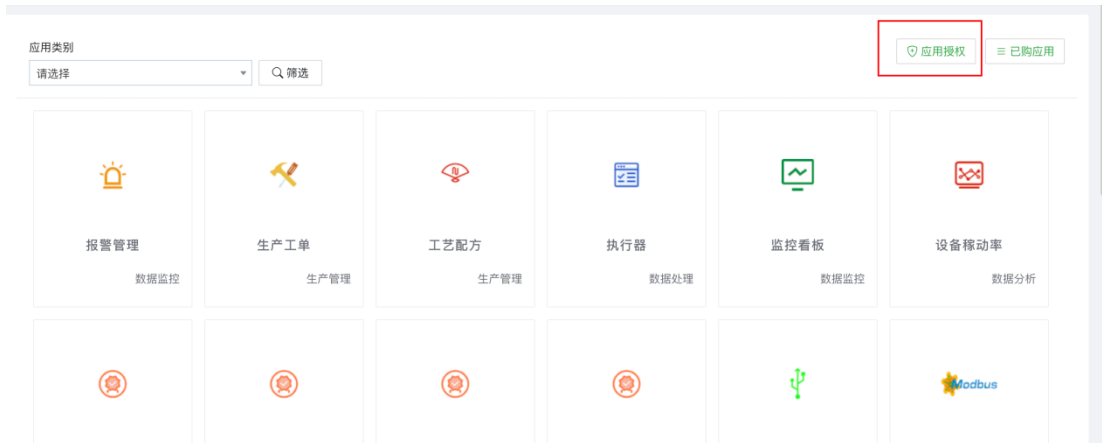 应用类别
请选择
筛选
应用授权
已购应用
报警管理
数据监控
生产工单
生产管理
工艺配方
生产管理
执行器
数据处理
监控看板
数据监控
设备稼动率
数据分析
Modbus